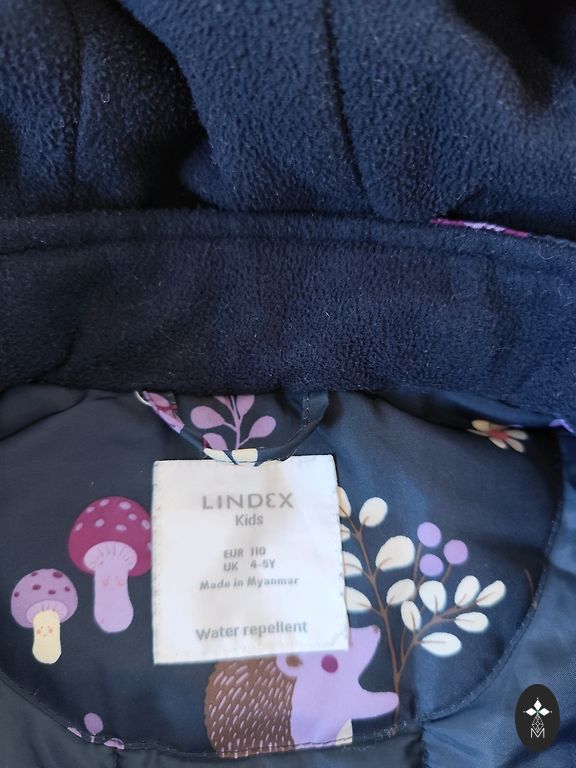 LINDEX
Kids
EUR 110
UK 4-5Y
Made in Myanmar
Water repellent
M